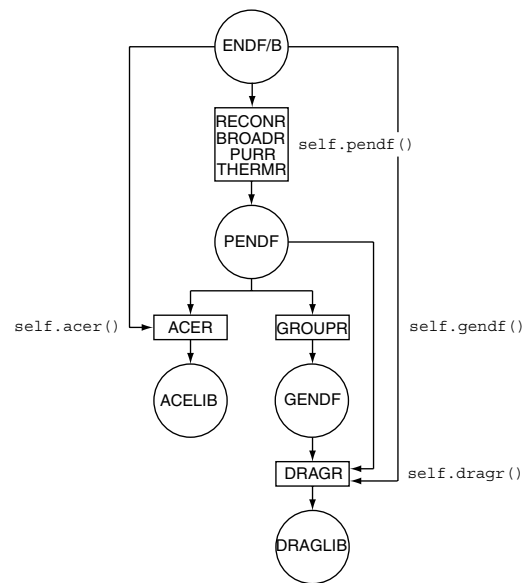 ENDF/B
RECONR
BROADR
PURR
THERMR
self.pendf()
PENDF
self.acer()
ACER
GROUPR
self.gendf()
ACELIB
GENDF
DRAGR
self.dragr()
DRAGLIB